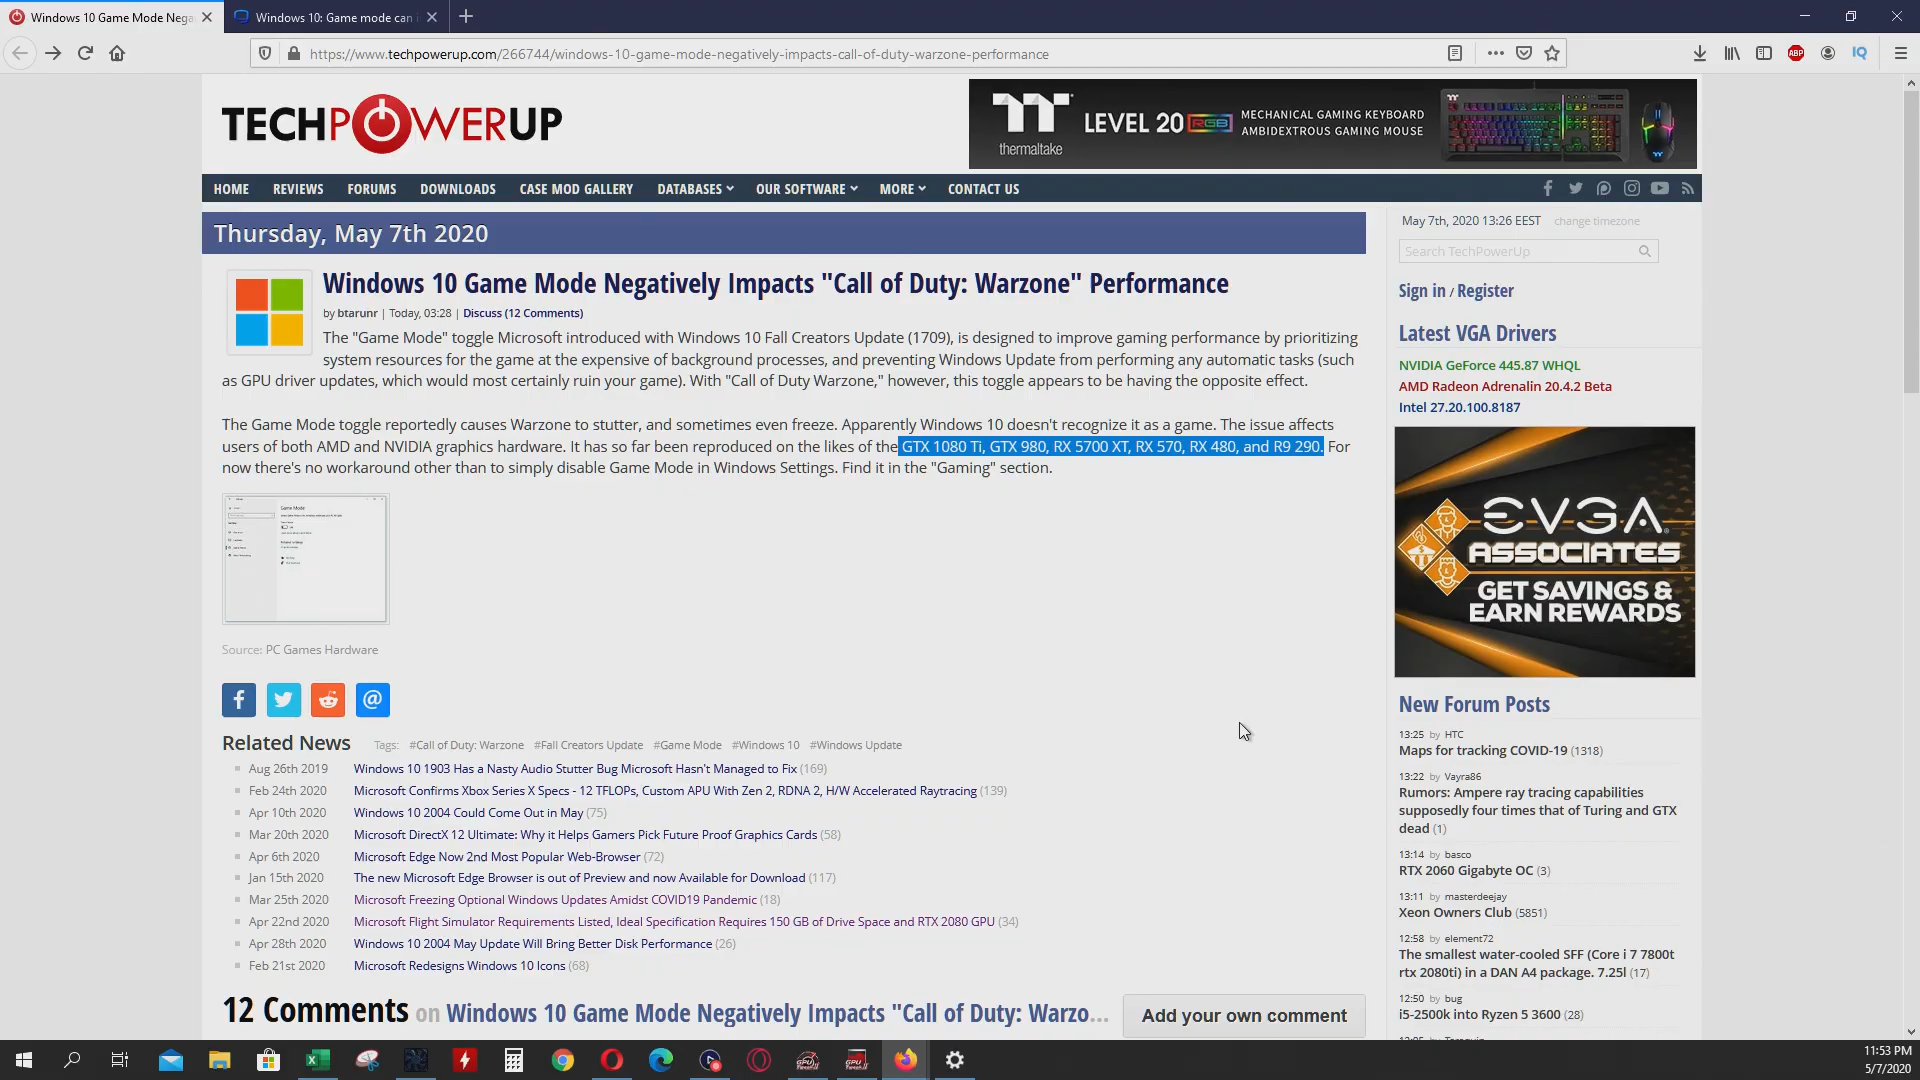 Windows 10 Game Mode Nega
Windows 10: Game mode can i
https://www.techpowerup.com/266744/windows-10-game-mode-negatively-impacts-call-of-duty-warzone-performance
ABP
IQ
TECHPOWERUP
thermaltake
LEVEL 20 RGB
MECHANICAL GAMING KEYBOARD
AMBIDEXTROUS GAMING MOUSE
HOME REVIEWS FORUMS DOWNLOADS CASE MOD GALLERY DATABASES OUR SOFTWARE MORE CONTACT US
Thursday, May 7th 2020
Windows 10 Game Mode Negatively Impacts "Call of Duty: Warzone" Performance
by btarunr | Today, 03:28 | Discuss (12 Comments)
The "Game Mode" toggle Microsoft introduced with Windows 10 Fall Creators Update (1709), is designed to improve gaming performance by prioritizing
system resources for the game at the expensive of background processes, and preventing Windows Update from performing any automatic tasks (such
as GPU driver updates, which would most certainly ruin your game). With "Call of Duty Warzone," however, this toggle appears to be having the opposite effect.
The Game Mode toggle reportedly causes Warzone to stutter, and sometimes even freeze. Apparently Windows 10 doesn't recognize it as a game. The issue affects
users of both AMD and NVIDIA graphics hardware. It has so far been reproduced on the likes of the GTX 1080 Ti, GTX 980, RX 5700 XT, RX 570, RX 480, and R9 290. For
now there's no workaround other than to simply disable Game Mode in Windows Settings. Find it in the "Gaming" section.
Game Mode
Source: PC Games Hardware
Related News Tags: #Call of Duty: Warzone #Fall Creators Update #Game Mode #Windows 10 #Windows Update
Aug 26th 2019 Windows 10 1903 Has a Nasty Audio Stutter Bug Microsoft Hasn't Managed to Fix (169)
Feb 24th 2020 Microsoft Confirms Xbox Series X Specs - 12 TFLOPs, Custom APU With Zen 2, RDNA 2, H/W Accelerated Raytracing (139)
Apr 10th 2020 Windows 10 2004 Could Come Out in May (75)
Mar 20th 2020 Microsoft DirectX 12 Ultimate: Why it Helps Gamers Pick Future Proof Graphics Cards (58)
Apr 6th 2020 Microsoft Edge Now 2nd Most Popular Web-Browser (72)
Jan 15th 2020 The new Microsoft Edge Browser is out of Preview and now Available for Download (117)
Mar 25th 2020 Microsoft Freezing Optional Windows Updates Amidst COVID19 Pandemic (18)
Apr 22nd 2020 Microsoft Flight Simulator Requirements Listed, Ideal Specification Requires 150 GB of Drive Space and RTX 2080 GPU (34)
Apr 28th 2020 Windows 10 2004 May Update Will Bring Better Disk Performance (26)
Feb 21st 2020 Microsoft Redesigns Windows 10 Icons (68)
12 Comments on Windows 10 Game Mode Negatively Impacts "Call of Duty: Warzo...
Add your own comment
May 7th, 2020 13:26 EEST change timezone
Search TechPowerUp
Sign in / Register
Latest VGA Drivers
NVIDIA GeForce 445.87 WHQL
AMD Radeon Adrenalin 20.4.2 Beta
Intel 27.20.100.8187
EVGA
ASSOCIATES
GET SAVINGS &
EARN REWARDS
New Forum Posts
13:25 by HTC
Maps for tracking COVID-19 (1318)
13:22 by Vayra86
Rumors: Ampere ray tracing capabilities
supposedly four times that of Turing and GTX
dead (1)
13:14 by basco
RTX 2060 Gigabyte OC (3)
13:11 by masterdeejay
Xeon Owners Club (5851)
12:58 by element72
The smallest water-cooled SFF (Core i 7 7800t
rtx 2080ti) in a DAN A4 package. 7.25l (17)
12:50 by bug
i5-2500k into Ryzen 5 3600 (28)
11:53 PM
5/7/2020